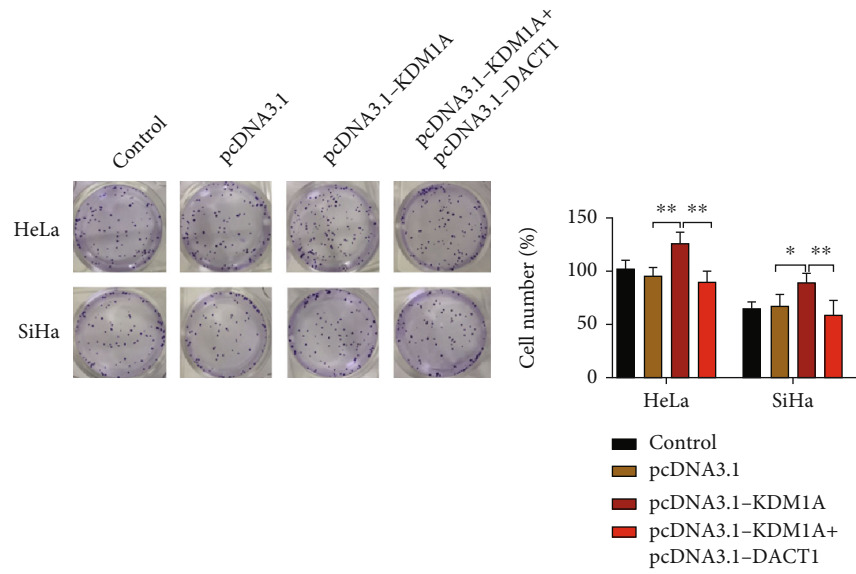 Control
pcDNA3.1
pcDNA3.1–KDM1A
pcDNA3.1–KDM1A+
pcDNA3.1–DACT1
HeLa
SiHa
Cell number (%)
150
100
50
0
** **
* **
HeLa SiHa
Control
pcDNA3.1
pcDNA3.1–KDM1A
pcDNA3.1–KDM1A+
pcDNA3.1–DACT1